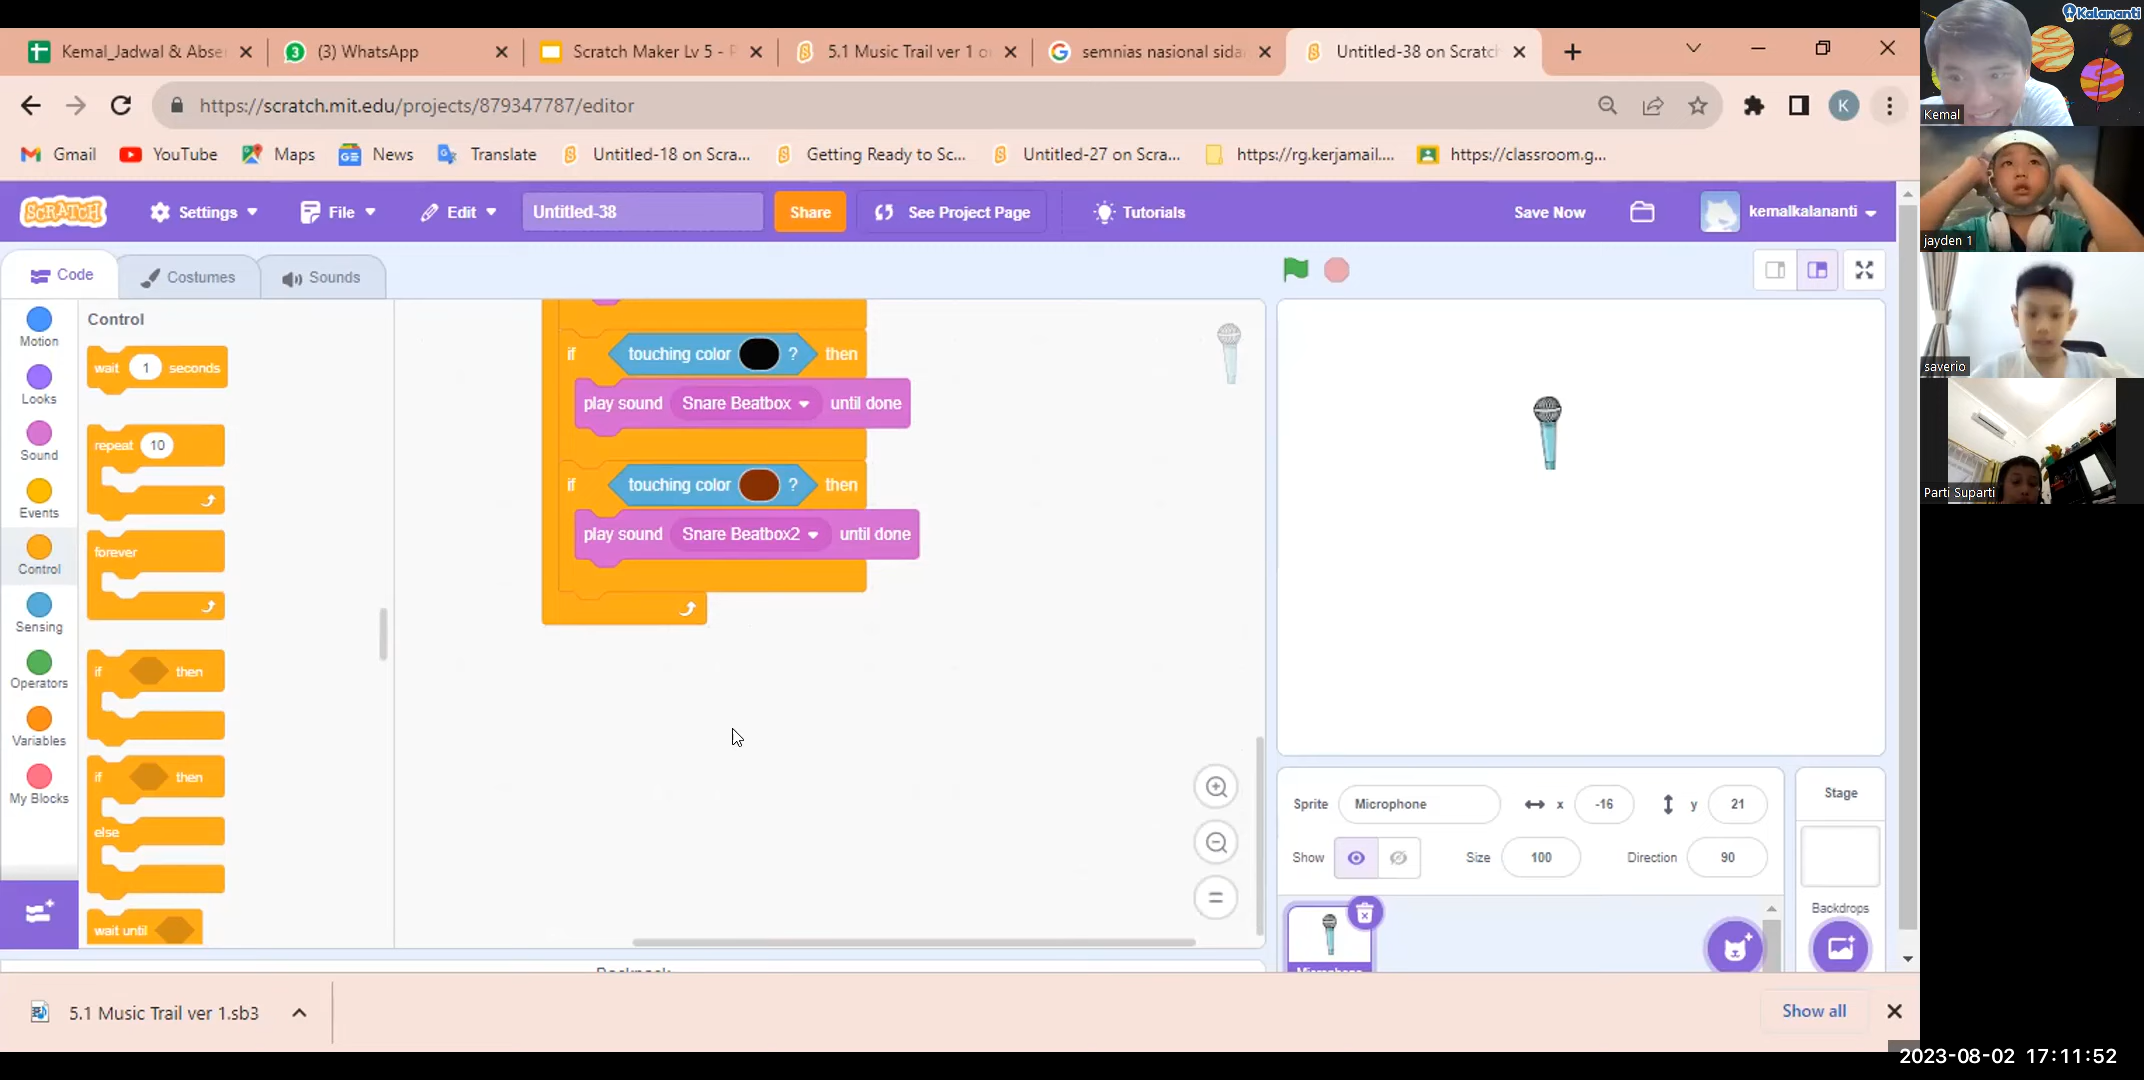 Kemal_Jadwal & Abse
(3) WhatsApp
Scratch Maker Lv 5 -
5.1 Music Trail ver 1 o
semnias nasional sida
Untitled-38 on Scratch
https://scratch.mit.edu/projects/879347787/editor
K
Gmail
YouTube
Maps
News
Translate
Untitled-18 on Scra...
Getting Ready to Sc...
Untitled-27 on Scra...
https://rg.kerjamail....
https://classroom.g...
SCRATCH
Settings
File
Edit
Untitled-38
Share
See Project Page
Tutorials
Save Now
kemalkalananti
Code
Costumes
Sounds
Motion
Looks
Sound
Events
Control
Sensing
Operators
Variables
My Blocks
Control
wait 1 seconds
repeat 10
forever
if then
if then
else
wait until
if touching color ? then
play sound Snare Beatbox until done
if touching color ? then
play sound Snare Beatbox2 until done
Backpack
Sprite Microphone x -16 y 21
Show Size 100 Direction 90
Microphone
Stage
Backdrops
5.1 Music Trail ver 1.sb3
Show all
Kalananti
Kemal
jayden 1
saverio
Parti Suparti
2023-08-02 17:11:52